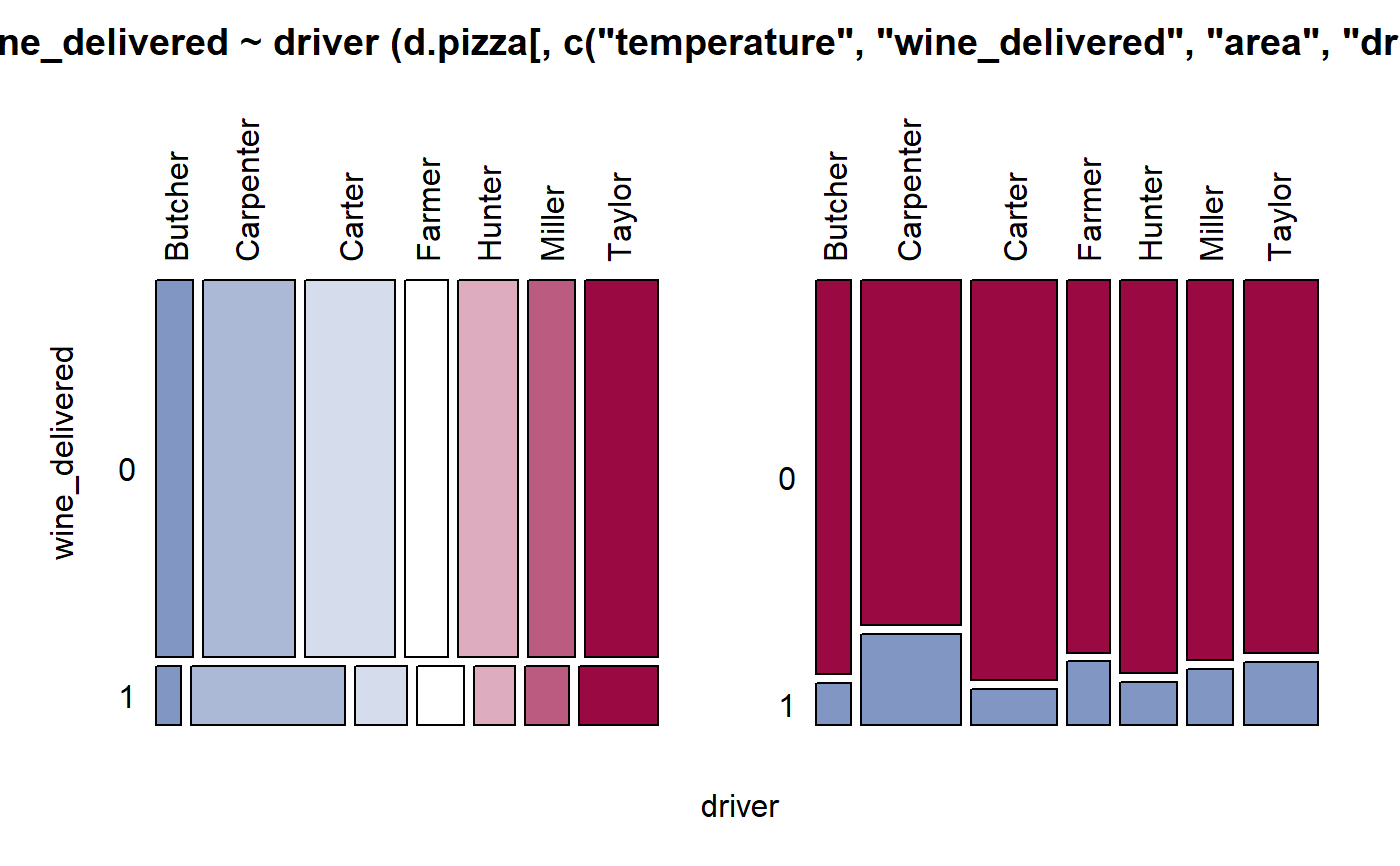 ne_delivered ~ driver (d.pizza[, c("temperature", "wine_delivered", "area", "dr
Butcher
Carpenter
Carter
Farmer
Hunter
Miller
Taylor
Butcher
Carpenter
Carter
Farmer
Hunter
Miller
Taylor
wine_delivered
0
1
0
1
driver